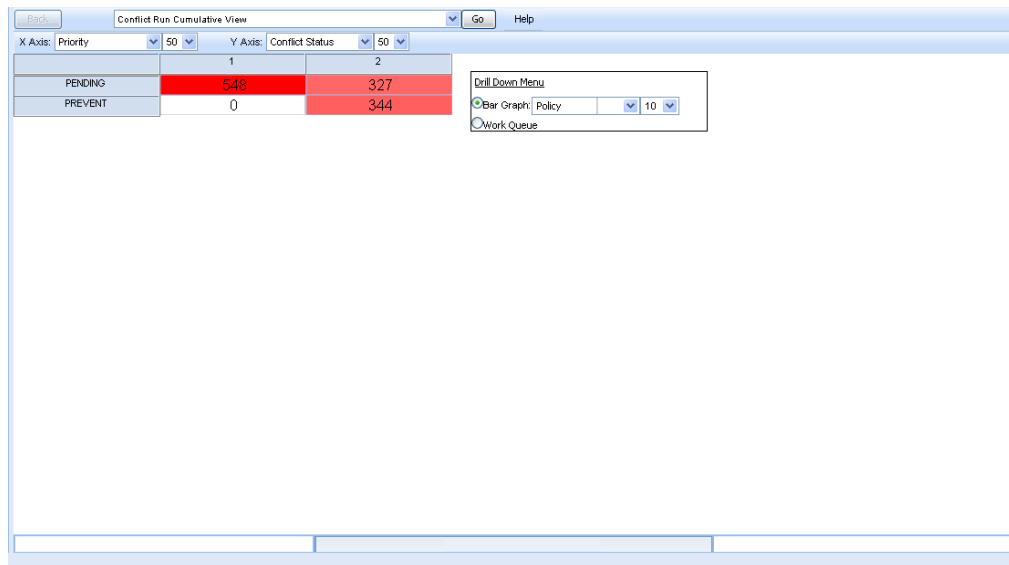 Back Conflict Run Cumulative View Go Help
X Axis: Priority 50 Y Axis: Conflict Status 50
1 2
PENDING 548 327
PREVENT 0 344
Drill Down Menu
Bar Graph: Policy 10
Work Queue